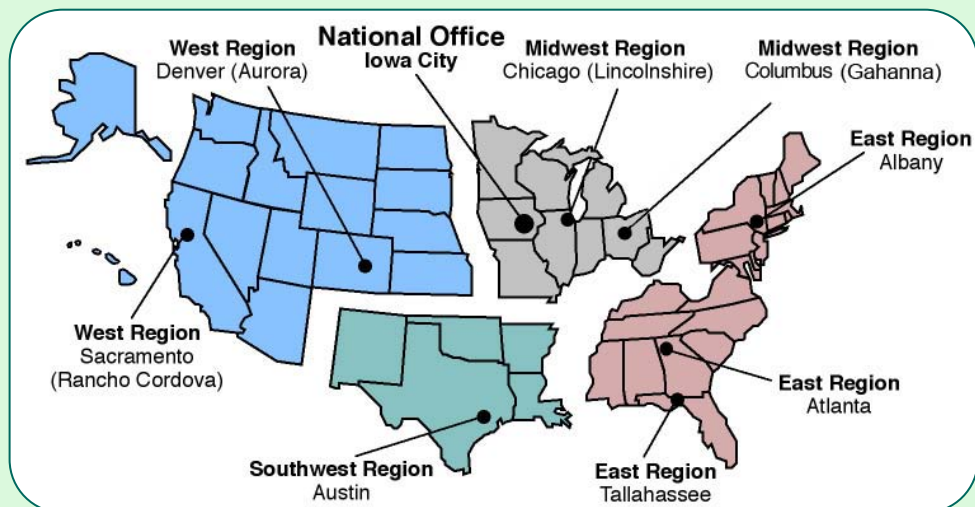 West Region
Denver (Aurora)
National Office
Iowa City
Midwest Region
Chicago (Lincolnshire)
Midwest Region
Columbus (Gahanna)
East Region
Albany
West Region
Sacramento
(Rancho Cordova)
East Region
Atlanta
Southwest Region
Austin
East Region
Tallahassee